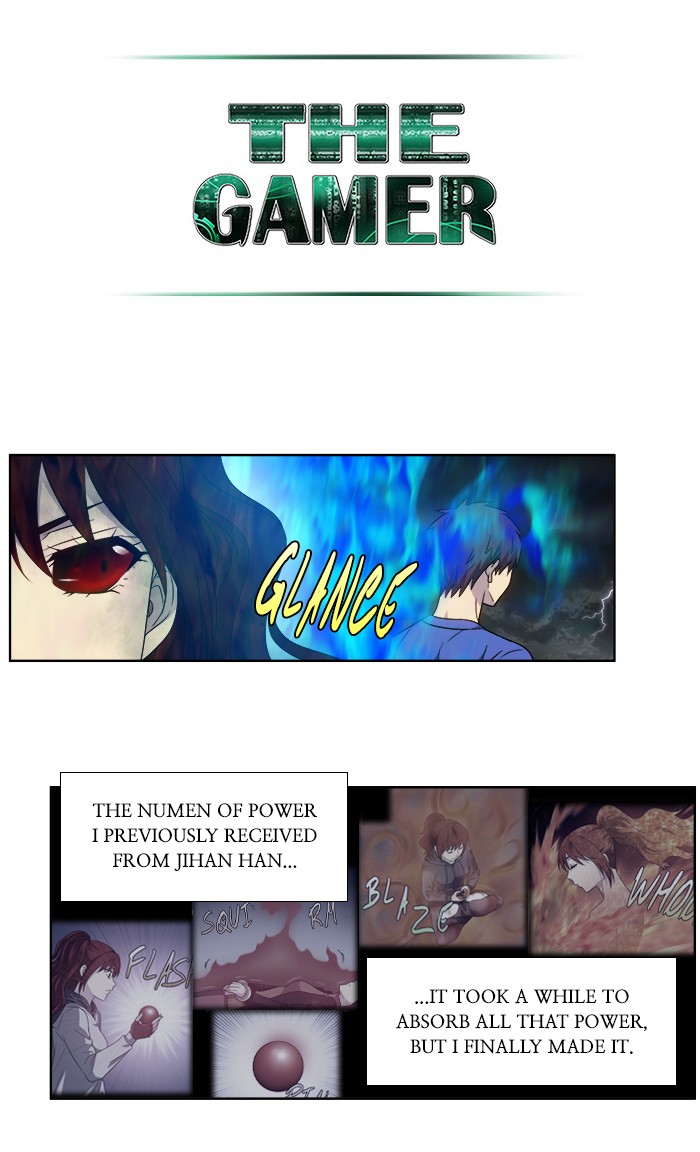 THE
GAMER
GLANCE
THE NUMEN OF POWER
I PREVIOUSLY RECEIVED
FROM JIHAN HAN...
BLAZE
SQUIRM
FLASH
...IT TOOK A WHILE TO
ABSORB ALL THAT POWER,
BUT I FINALLY MADE IT.